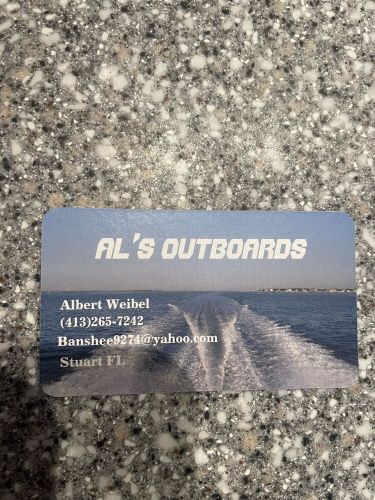 AL'S OUTBOARDS
Albert Weibel
(413)265-7242
Banshee9274@yahoo.com
Stuart FL